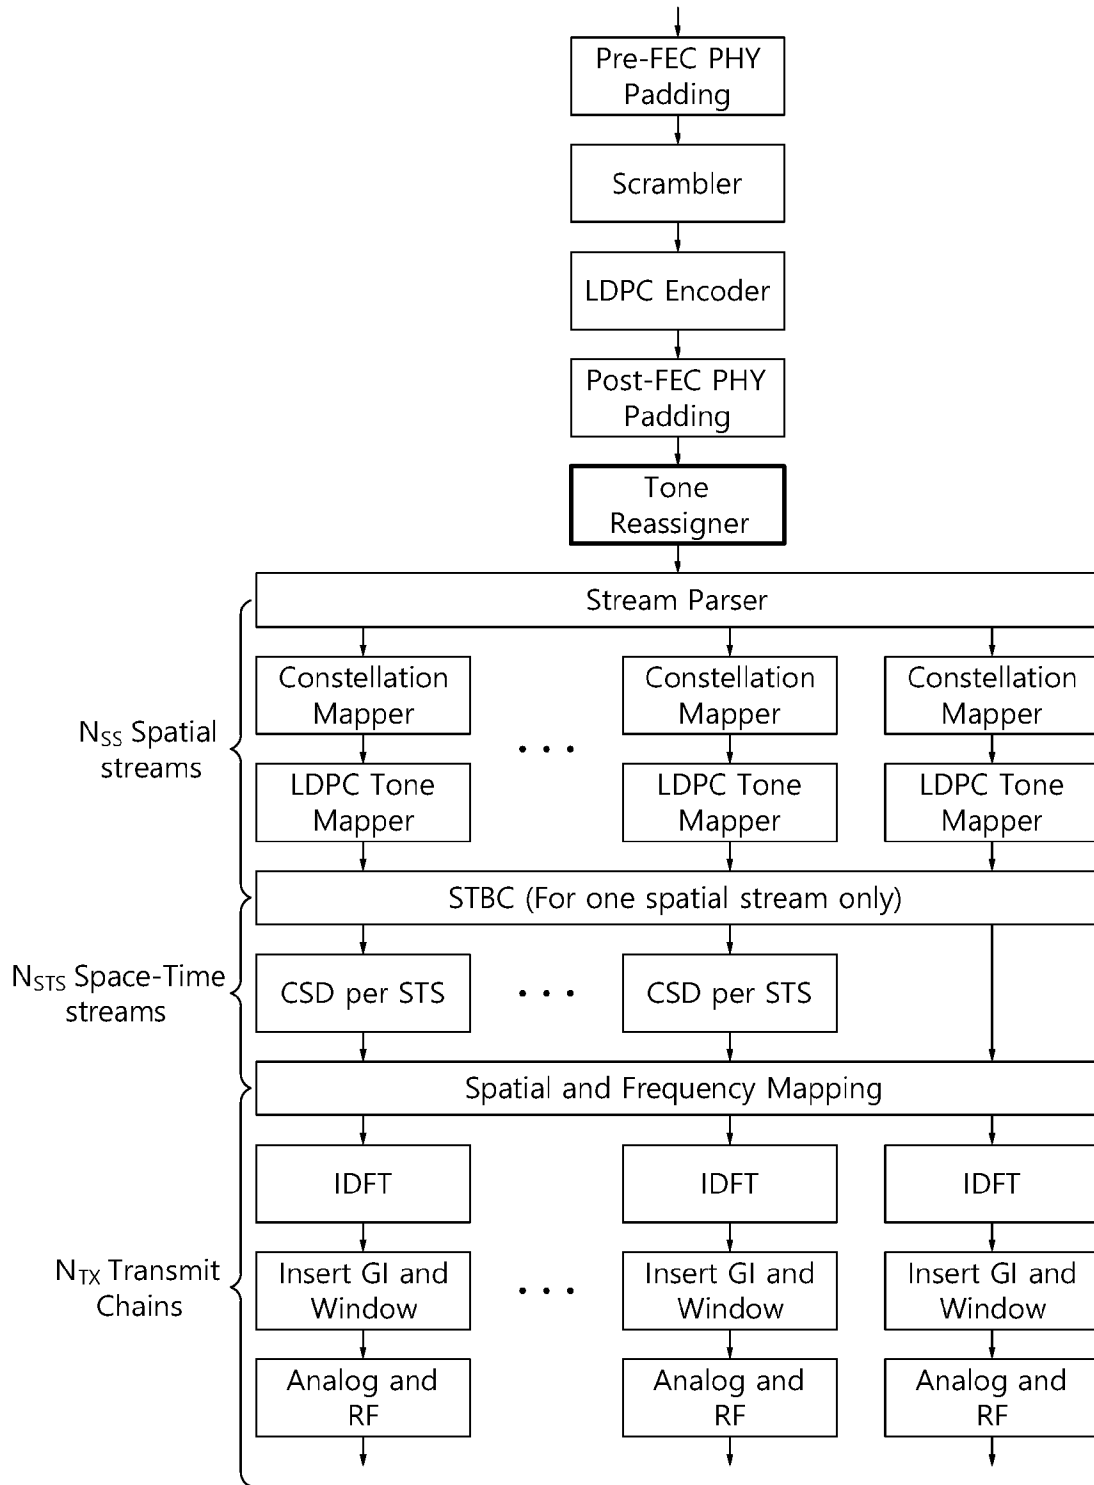 Pre-FEC PHY
Padding
Scrambler
LDPC Encoder
Post-FEC PHY
Padding
Tone
Reassigner
Stream Parser
Constellation
Mapper
Constellation
Mapper
Constellation
Mapper
NSS Spatial
streams
. . .
LDPC Tone
Mapper
LDPC Tone
Mapper
LDPC Tone
Mapper
STBC (For one spatial stream only)
NSTS Space-Time
streams
CSD per STS
. . .
CSD per STS
Spatial and Frequency Mapping
IDFT
IDFT
IDFT
NTX Transmit
Chains
Insert GI and
Window
. . .
Insert GI and
Window
Insert GI and
Window
Analog and
RF
Analog and
RF
Analog and
RF